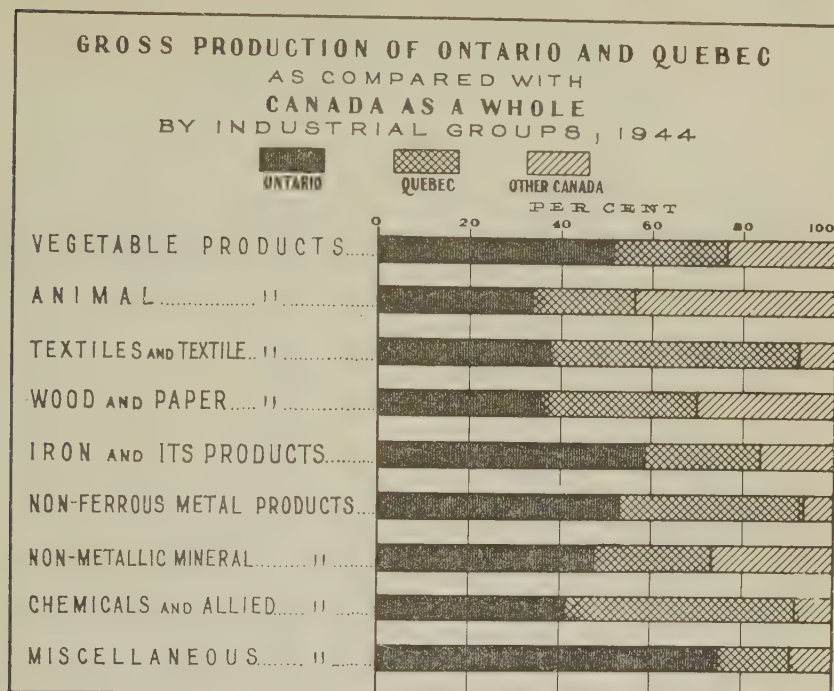 GROSS PRODUCTION OF ONTARIO AND QUEBEC
AS COMPARED WITH
CANADA AS A WHOLE
BY INDUSTRIAL GROUPS, 1944
ONTARIO QUEBEC OTHER CANADA
PER CENT
0 20 40 60 80 100
VEGETABLE PRODUCTS......
ANIMAL.................. "......
TEXTILES AND TEXTILE.. "......
WOOD AND PAPER..... "......
IRON AND ITS PRODUCTS..........
NON-FERROUS METAL PRODUCTS....
NON-METALLIC MINERAL......... "......
CHEMICALS AND ALLIED...... "......
MISCELLANEOUS........ "......